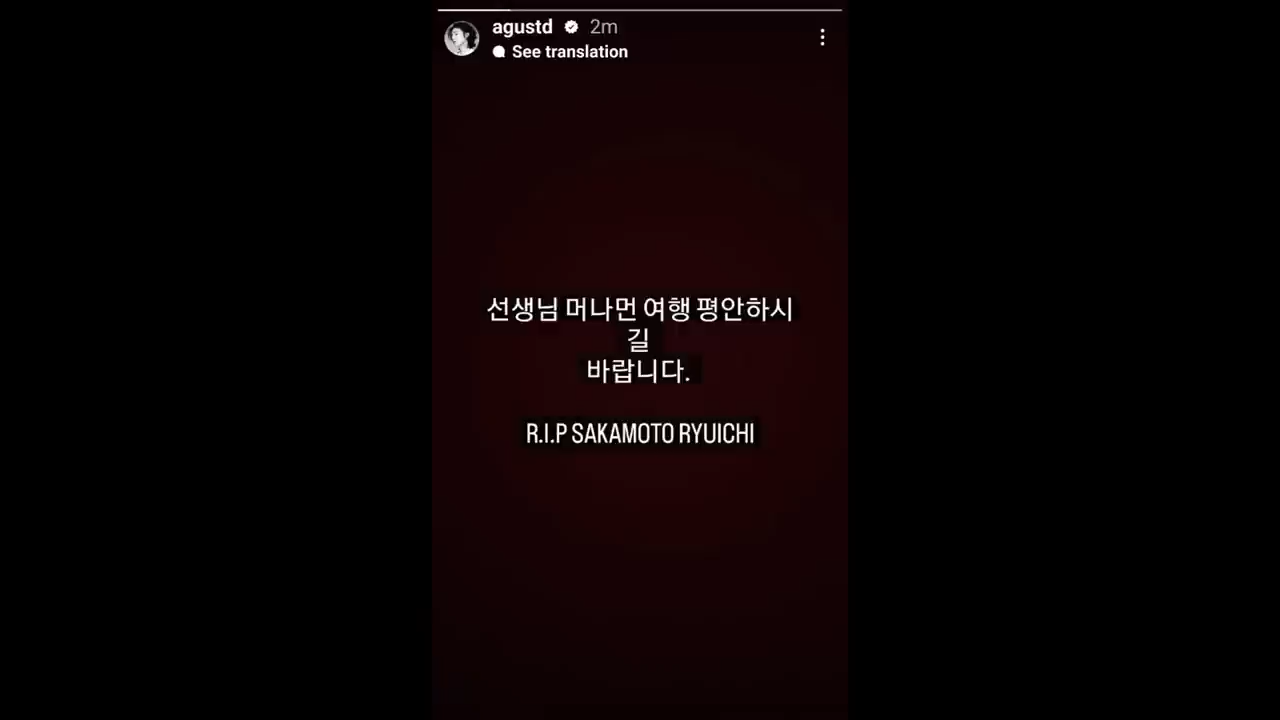 agustd 2m
See translation
선생님 머나먼 여행 평안하시
길
바랍니다.
R.I.P SAKAMOTO RYUICHI